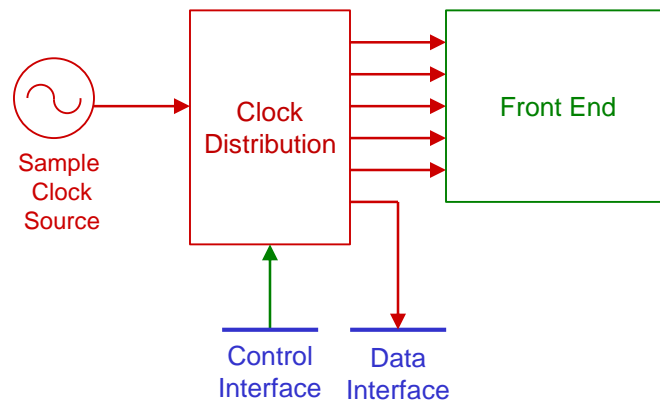 Sample
Clock
Source
Clock
Distribution
Front End
Control
Interface
Data
Interface